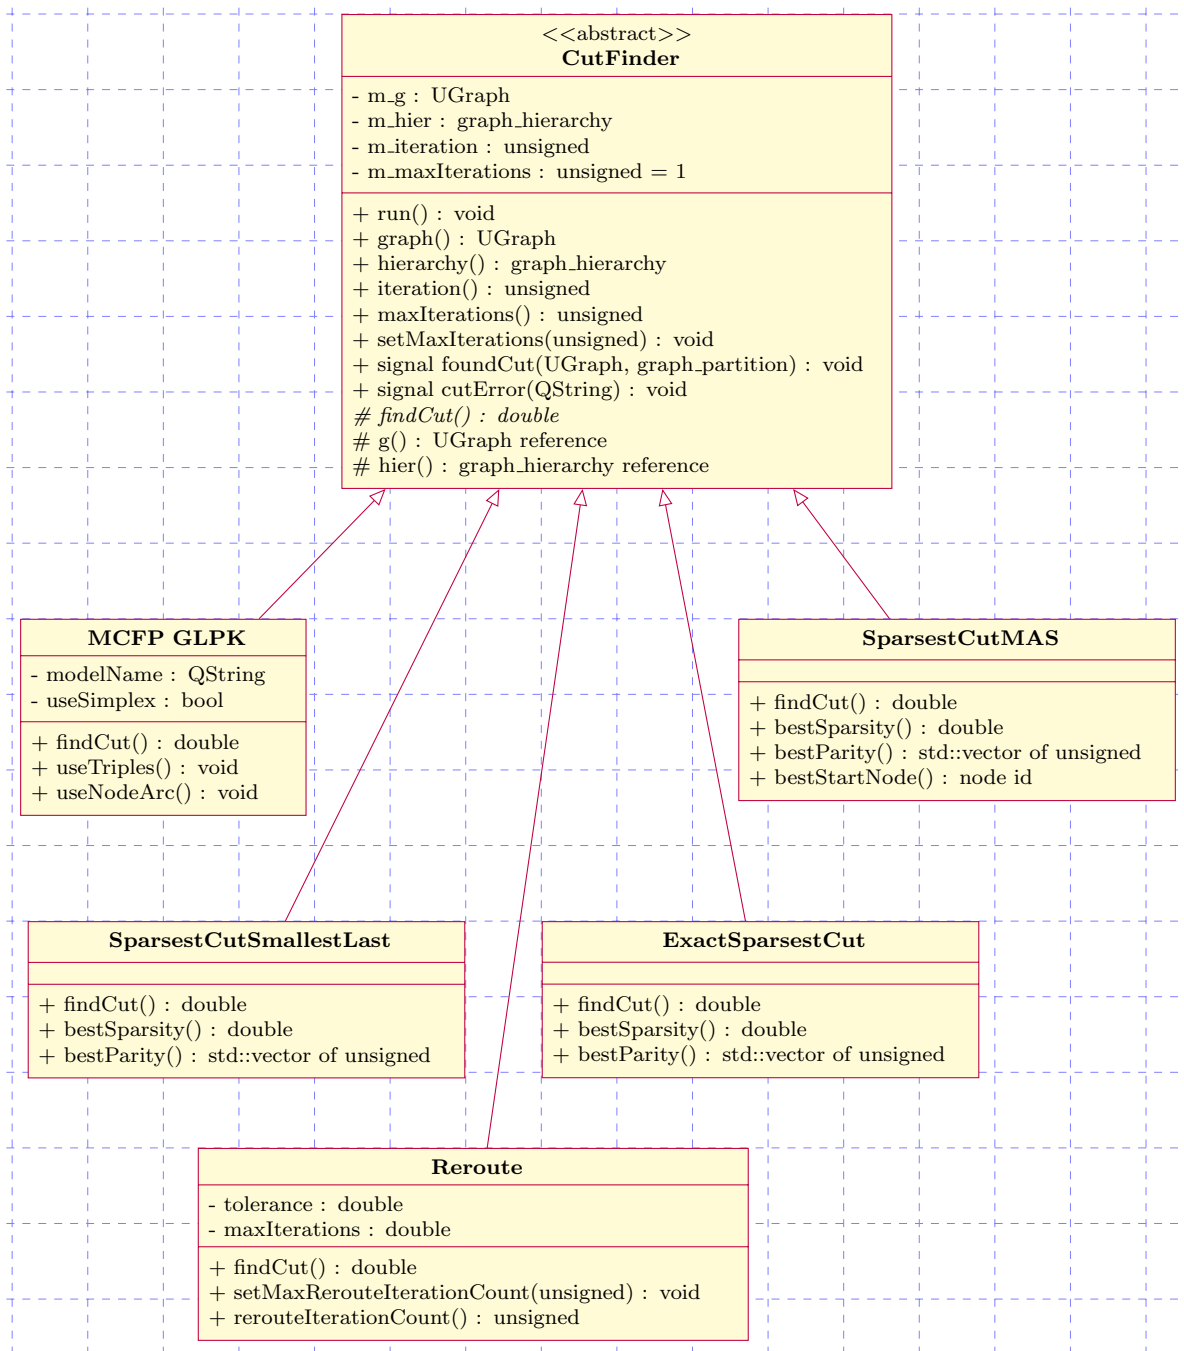 <<abstract>>
CutFinder
- m_g : UGraph
- m_hier : graph_hierarchy
- m_iteration : unsigned
- m_maxIterations : unsigned = 1
+ run() : void
+ graph() : UGraph
+ hierarchy() : graph_hierarchy
+ iteration() : unsigned
+ maxIterations() : unsigned
+ setMaxIterations(unsigned) : void
+ signal foundCut(UGraph, graph_partition) : void
+ signal cutError(QString) : void
# findCut() : double
# g() : UGraph reference
# hier() : graph_hierarchy reference
MCFP GLPK
- modelName : QString
- useSimplex : bool
+ findCut() : double
+ useTriples() : void
+ useNodeArc() : void
SparsestCutMAS
+ findCut() : double
+ bestSparsity() : double
+ bestParity() : std::vector of unsigned
+ bestStartNode() : node id
SparsestCutSmallestLast
+ findCut() : double
+ bestSparsity() : double
+ bestParity() : std::vector of unsigned
ExactSparsestCut
+ findCut() : double
+ bestSparsity() : double
+ bestParity() : std::vector of unsigned
Reroute
- tolerance : double
- maxIterations : double
+ findCut() : double
+ setMaxRerouteIterationCount(unsigned) : void
+ rerouteIterationCount() : unsigned